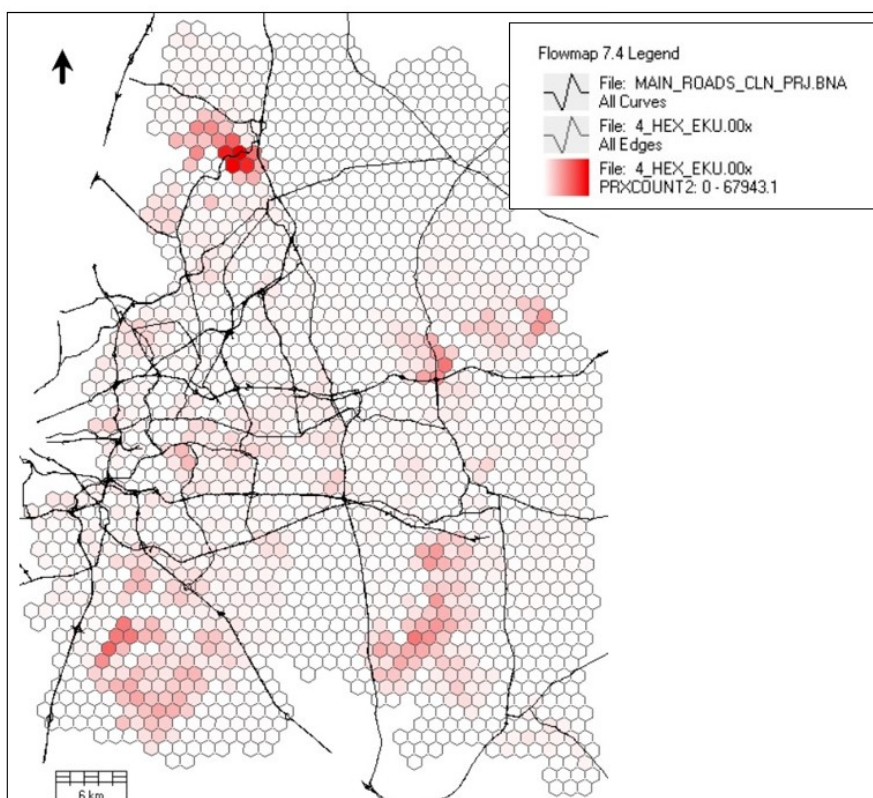 Flowmap 7.4 Legend
File: MAIN_ROADS_CLN_PRJ.BNA
All Curves
File: 4_HEX_EKU.00x
All Edges
File: 4_HEX_EKU.00x
PRXCOUNT2: 0 - 67943.1
6 km